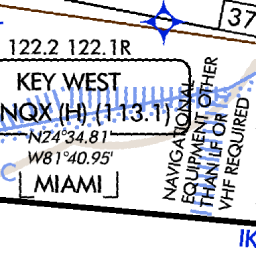 37
122.2 122.1R
KEY WEST
NQX (H) (113.1)
N24°34.81'
W81°40.95'
MIAMI
NAVIGATIONAL
EQUIPMENT OTHER
THAN LF OR
VHF REQUIRED
IK
C